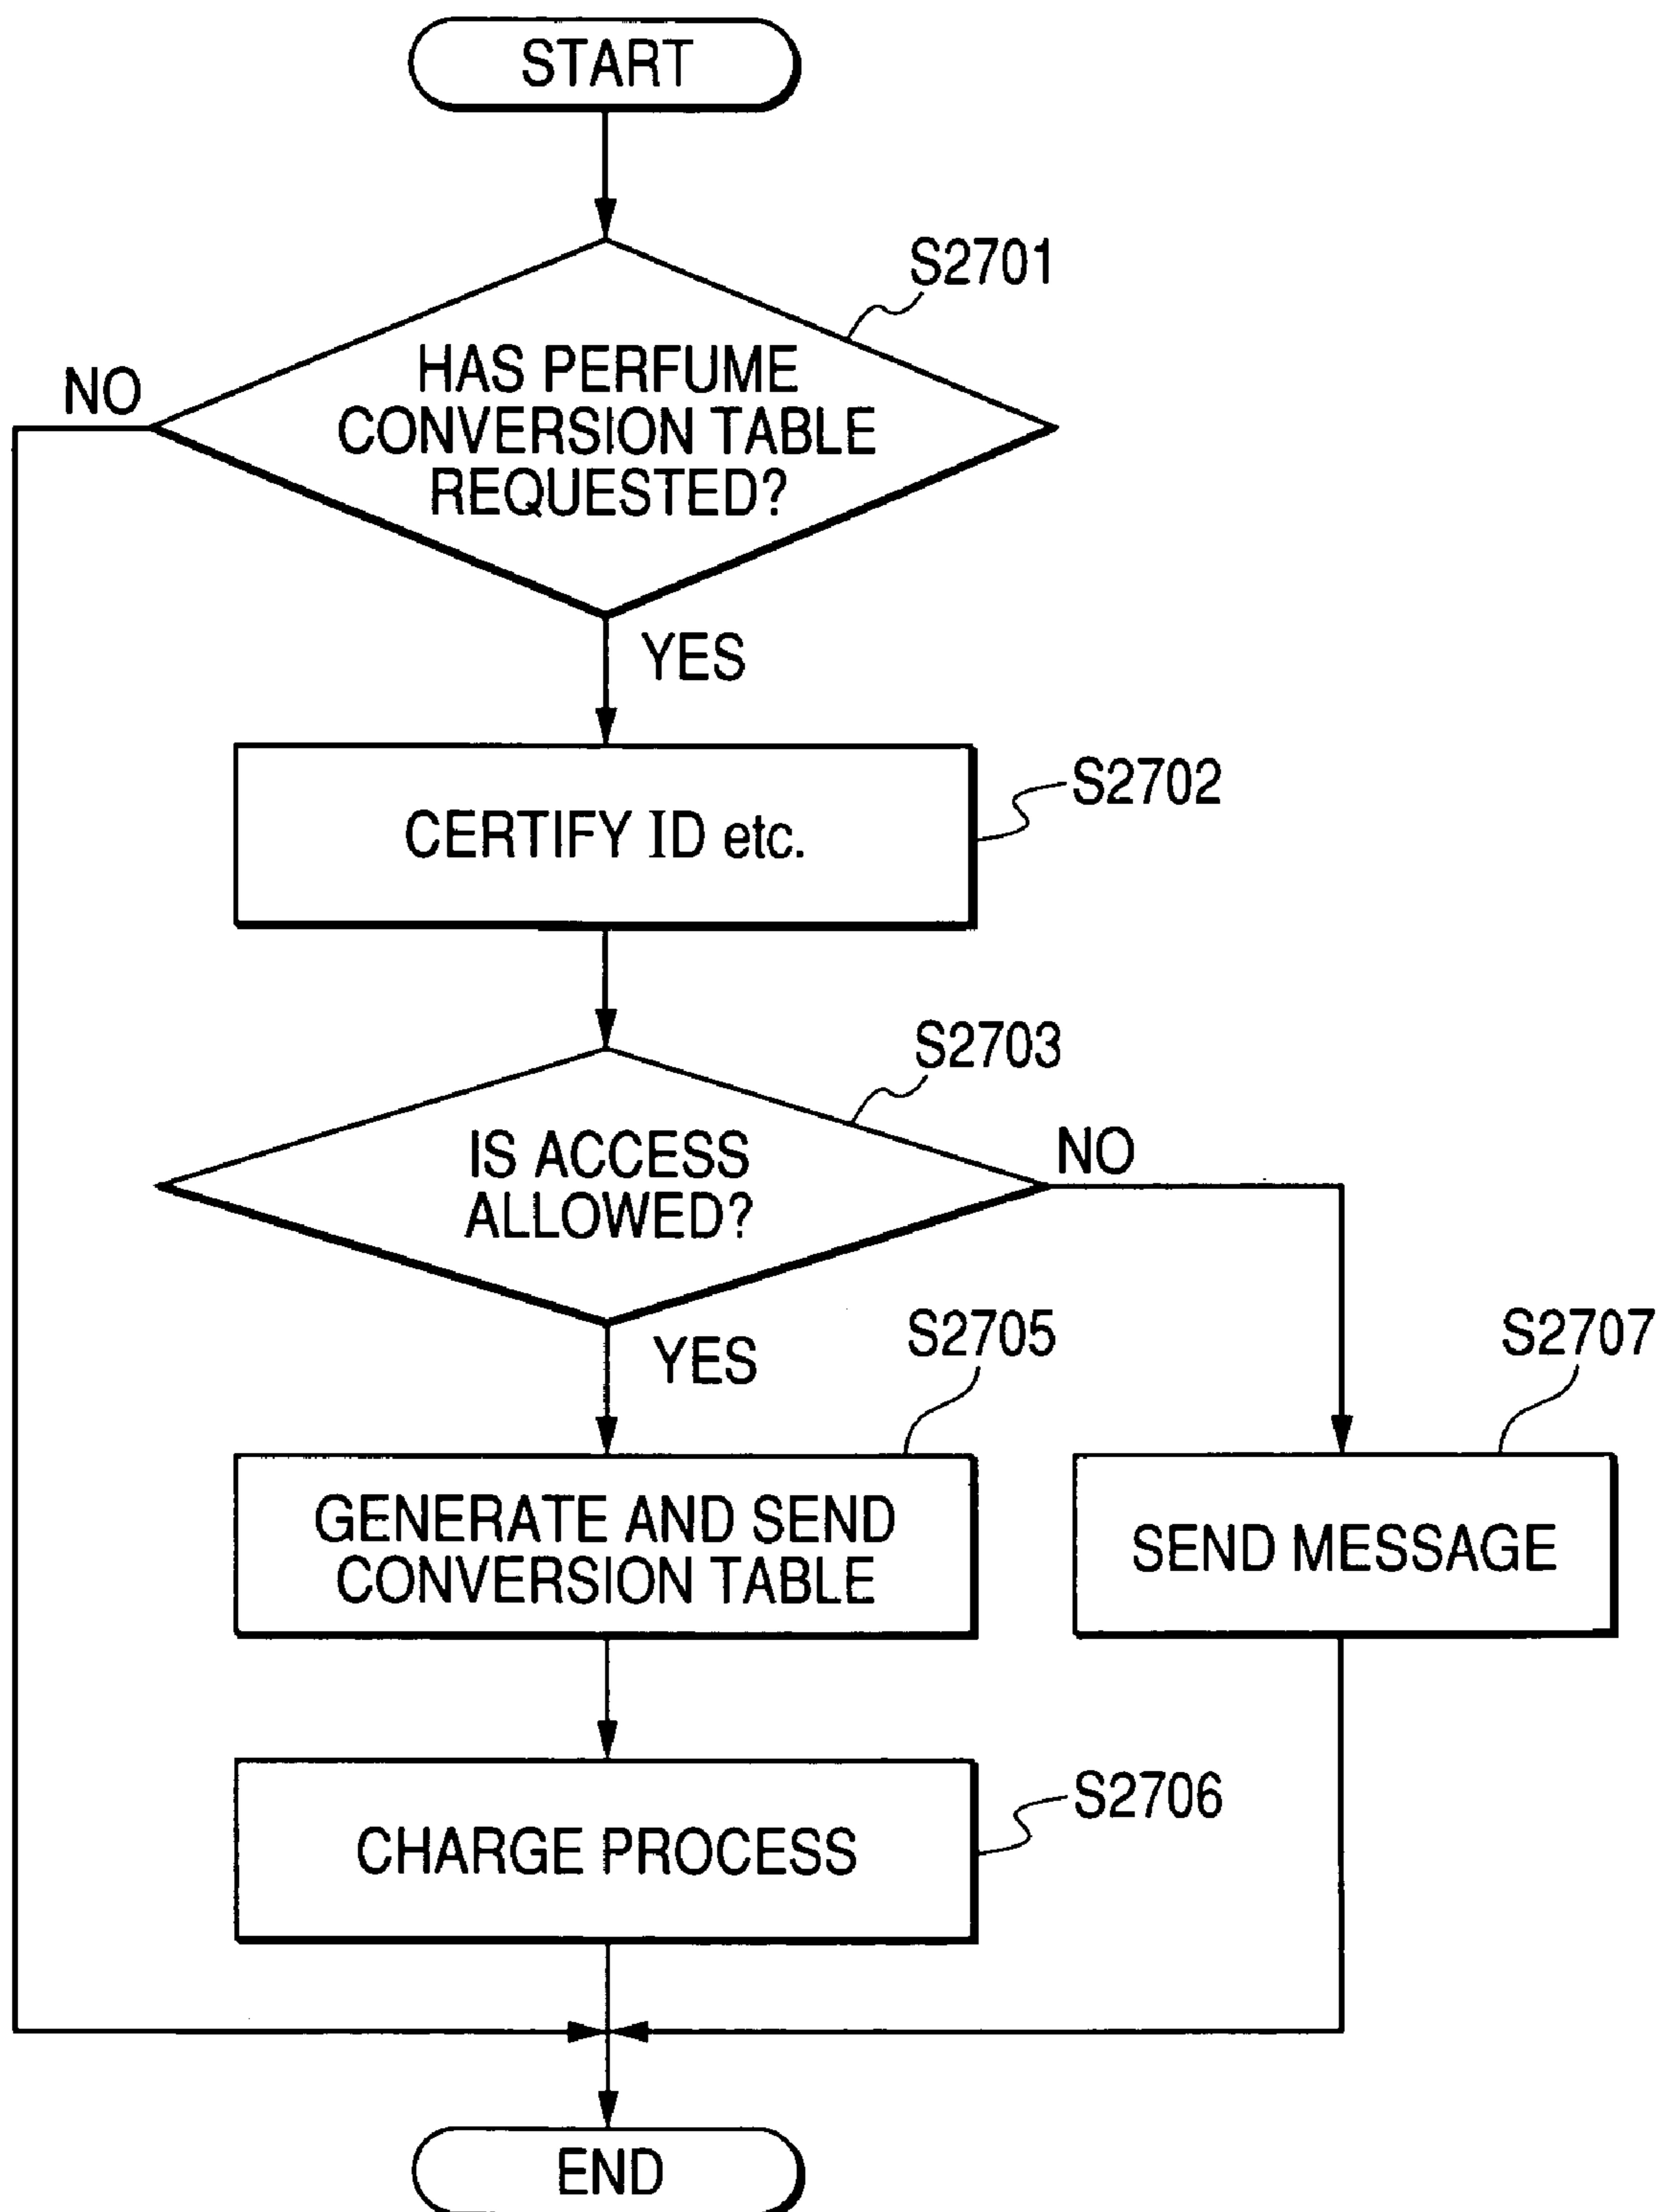 START
S2701
HAS PERFUME
CONVERSION TABLE
REQUESTED?
NO
YES
CERTIFY ID etc.
S2702
S2703
IS ACCESS
ALLOWED?
NO
YES
S2705
S2707
GENERATE AND SEND
CONVERSION TABLE
SEND MESSAGE
CHARGE PROCESS
S2706
END